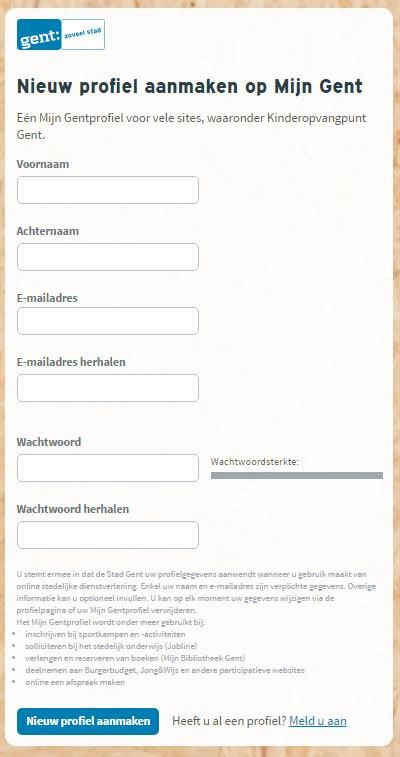 gent:
zoveel stad
Nieuw profiel aanmaken op Mijn Gent
Eén Mijn Gentprofiel voor vele sites, waaronder Kinderopvangpunt
Gent.
Voornaam
Achternaam
E-mailadres
E-mailadres herhalen
Wachtwoord
Wachtwoordsterkte:
Wachtwoord herhalen
U stemt ermee in dat de Stad Gent uw profielgegevens aanwendt wanneer u gebruik maakt van
online stedelijke dienstverlening. Enkel uw naam en e-mailadres zijn verplichte gegevens. Overige
informatie kan u optioneel invullen. U kan op elk moment uw gegevens wijzigen via de
profielpagina of uw Mijn Gentprofiel verwijderen.
Het Mijn Gentprofiel wordt onder meer gebruikt bij:
• inschrijven bij sportkampen en -activiteiten
• solliciteren bij het stedelijk onderwijs (Jobline)
• verlengen en reserveren van boeken (Mijn Bibliotheek Gent)
• deelnemen aan Burgerbudget, Jong&Wijs en andere participatieve websites
• online een afspraak maken
Nieuw profiel aanmaken Heeft u al een profiel? Meld u aan